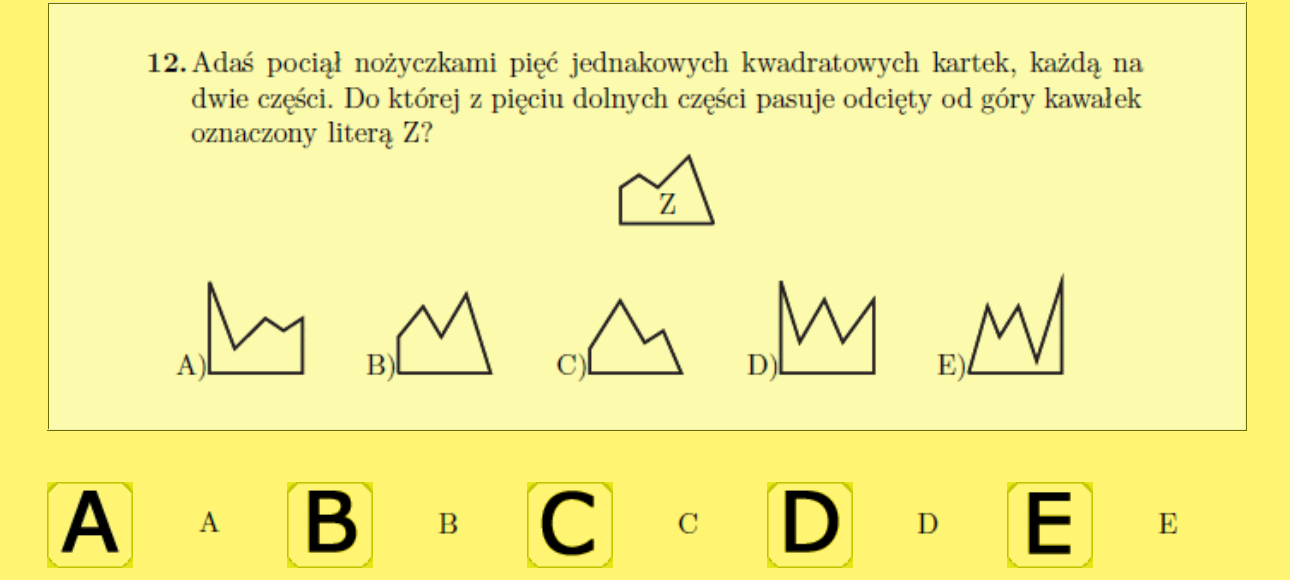 12. Adaś pociął nożyczkami pięć jednakowych kwadratowych kartek, każdą na
dwie części. Do której z pięciu dolnych części pasuje odcięty od góry kawałek
oznaczony literą Z?
Z
A) B) C) D) E)
A A B B C C D D E E